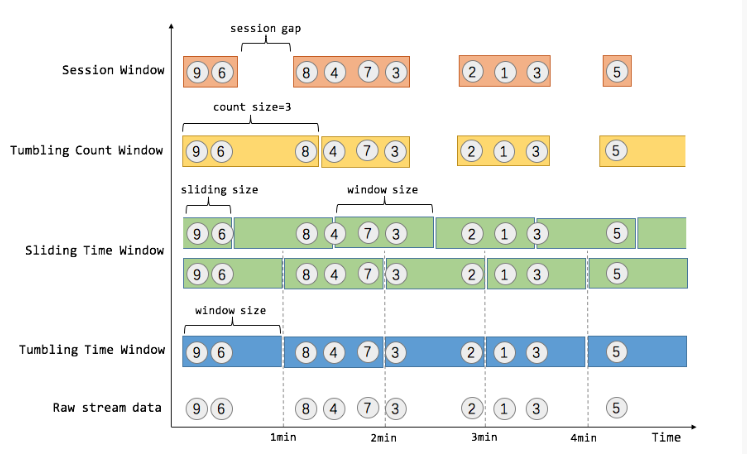 session gap
Session Window 9 6 8 4 7 3 2 1 3 5
count size=3
Tumbling Count Window 9 6 8 4 7 3 2 1 3 5
sliding size window size
9 6 8 4 7 3 2 1 3 5
Sliding Time Window
9 6 8 4 7 3 2 1 3 5
window size
Tumbling Time Window 9 6 8 4 7 3 2 1 3 5
Raw stream data 9 6 8 4 7 3 2 1 3 5
1min 2min 3min 4min Time